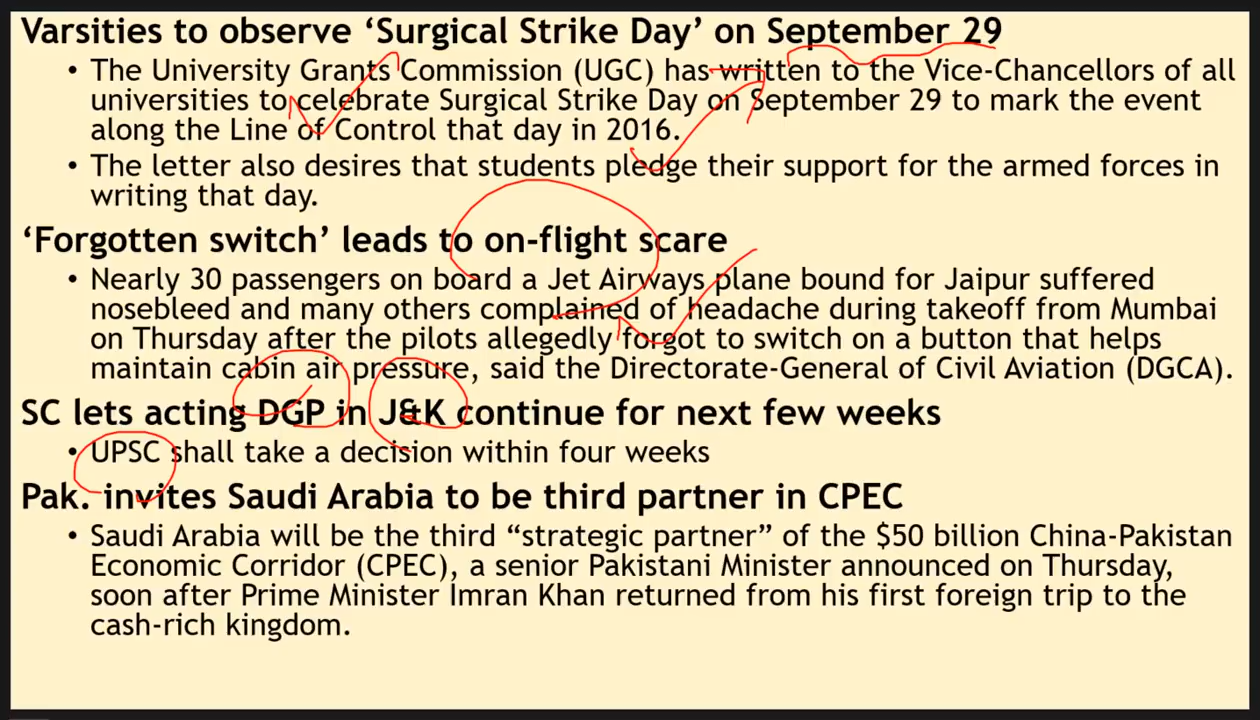 Varsities to observe ‘Surgical Strike Day’ on September 29
• The University Grants Commission (UGC) has written to the Vice-Chancellors of all
universities to celebrate Surgical Strike Day on September 29 to mark the event
along the Line of Control that day in 2016.
• The letter also desires that students pledge their support for the armed forces in
writing that day.
‘Forgotten switch’ leads to on-flight scare
• Nearly 30 passengers on board a Jet Airways plane bound for Jaipur suffered
nosebleed and many others complained of headache during takeoff from Mumbai
on Thursday after the pilots allegedly forgot to switch on a button that helps
maintain cabin air pressure, said the Directorate-General of Civil Aviation (DGCA).
SC lets acting DGP in J&K continue for next few weeks
• UPSC shall take a decision within four weeks
Pak. invites Saudi Arabia to be third partner in CPEC
• Saudi Arabia will be the third “strategic partner” of the $50 billion China-Pakistan
Economic Corridor (CPEC), a senior Pakistani Minister announced on Thursday,
soon after Prime Minister Imran Khan returned from his first foreign trip to the
cash-rich kingdom.